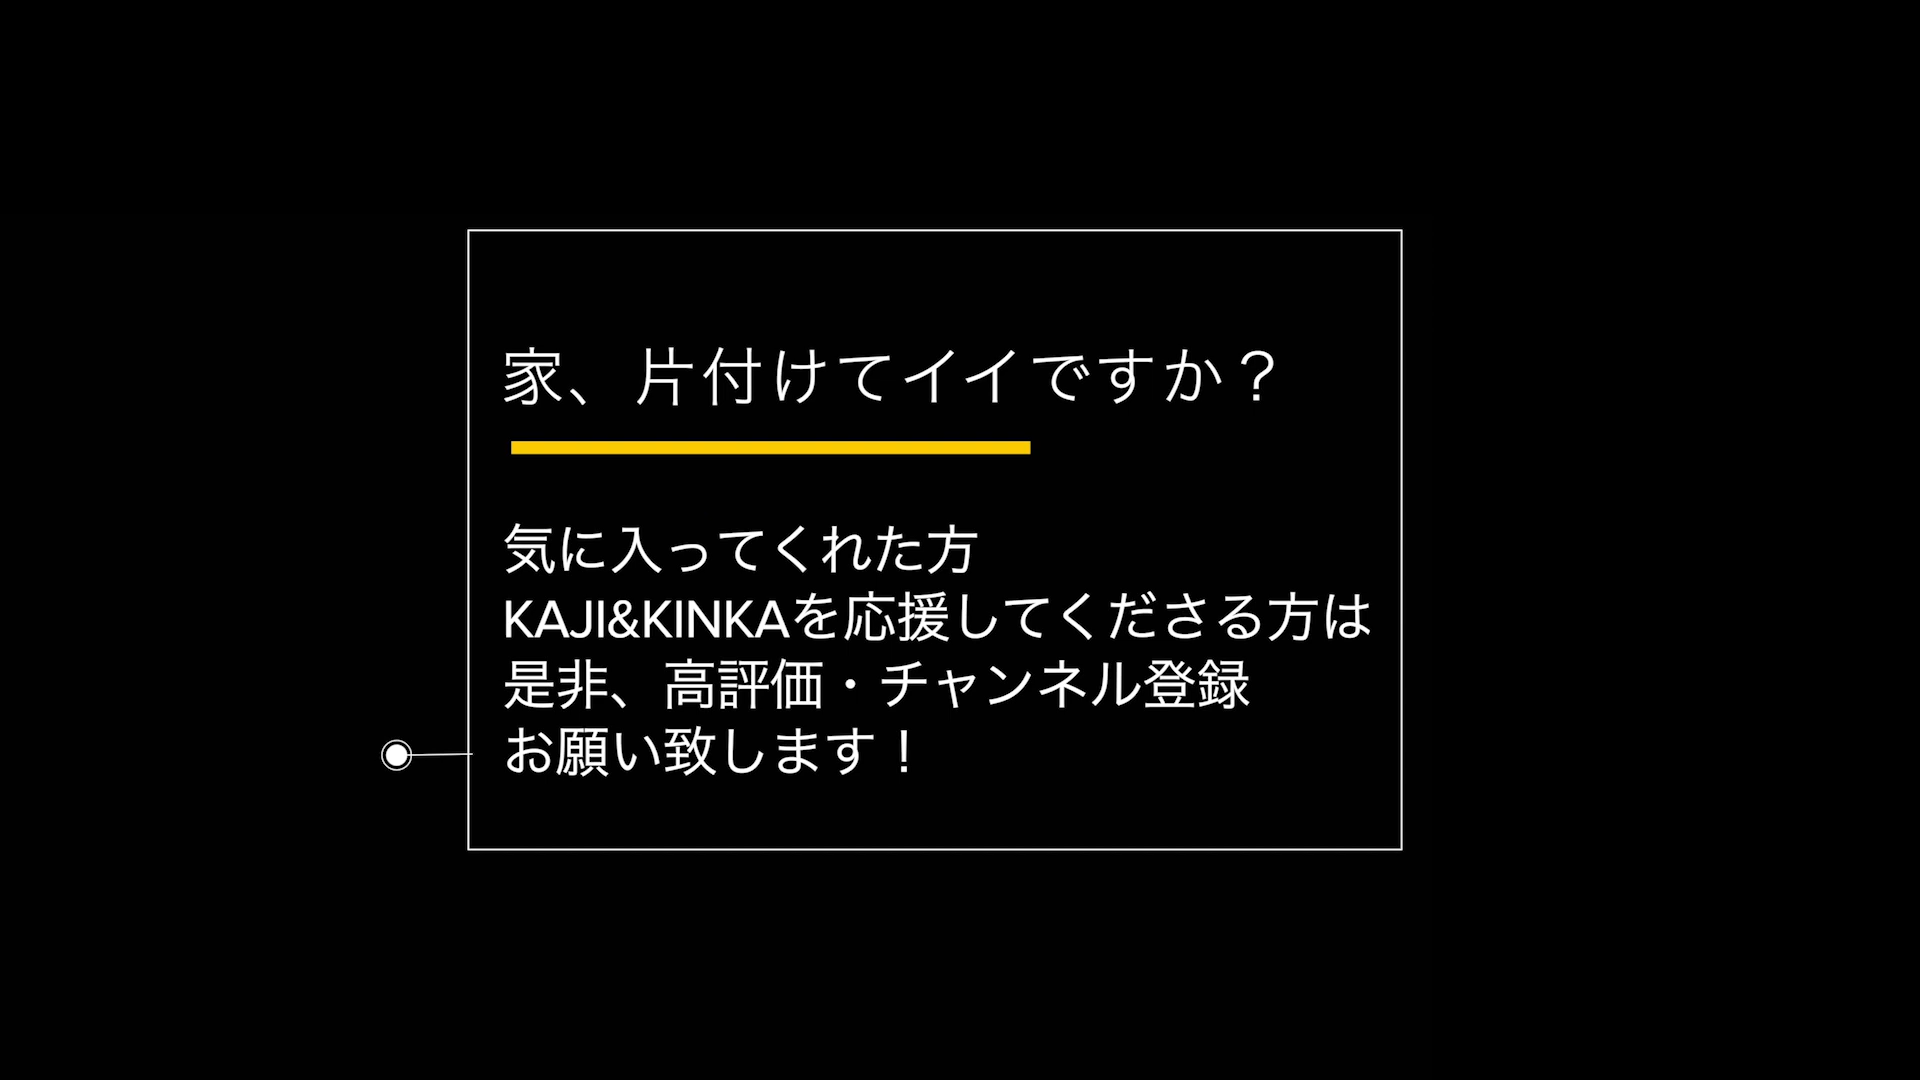 家、片付けてイイですか？
気に入ってくれた方
KAJI&KINKAを応援してくださる方は
是非、高評価・チャンネル登録
お願い致します！